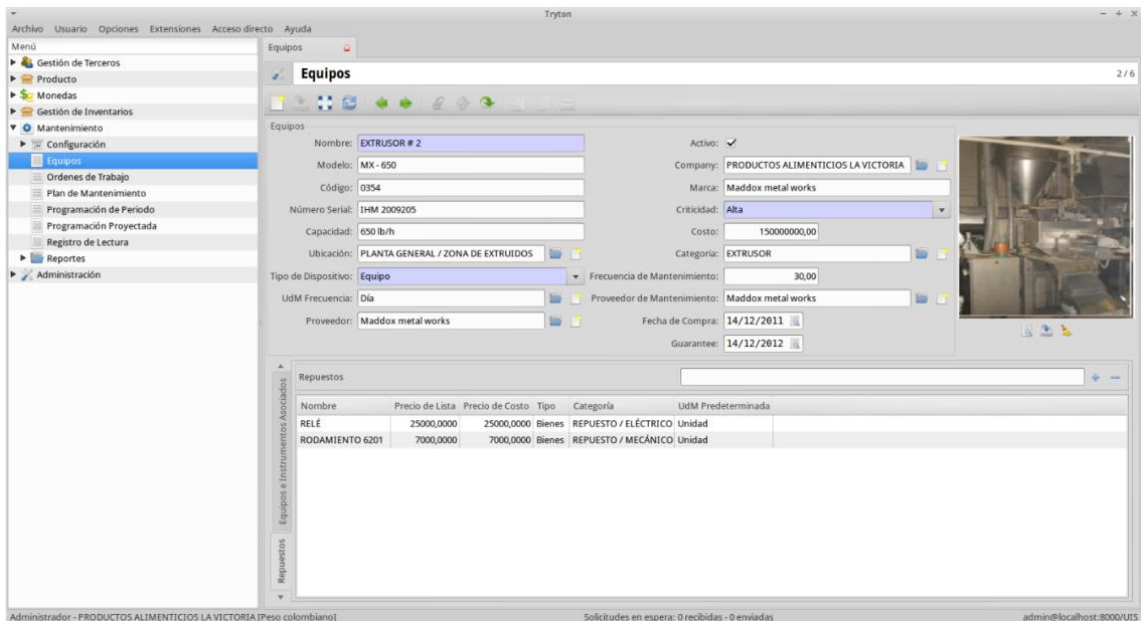 Tryton
Archivo Usuario Opciones Extensiones Acceso directo Ayuda
Menú
Gestión de Terceros
Producto
Monedas
Gestión de Inventarios
Mantenimiento
Configuración
Equipos
Ordenes de Trabajo
Plan de Mantenimiento
Programación de Periodo
Programación Proyectada
Registro de Lectura
Reportes
Administración
Equipos
Equipos 2/6
Equipos
Nombre: EXTRUSOR # 2 Activo:
Modelo: MX - 650 Company: PRODUCTOS ALIMENTICIOS LA VICTORIA
Código: 0354 Marca: Maddox metal works
Número Serial: IHM 2009205 Criticidad: Alta
Capacidad: 650 lb/h Costo: 150000000,00
Ubicación: PLANTA GENERAL / ZONA DE EXTRUIDOS Categoria: EXTRUSOR
Tipo de Dispositivo: Equipo Frecuencia de Mantenimiento: 30,00
UdM Frecuencia: Día Proveedor de Mantenimiento: Maddox metal works
Proveedor: Maddox metal works Fecha de Compra: 14/12/2011
Guarantee: 14/12/2012
Equipos e Instrumentos Asociados
Repuestos
Repuestos
Nombre Precio de Lista Precio de Costo Tipo Categoría UdM Predeterminada
RELÉ 25000,0000 25000,0000 Bienes REPUESTO / ELÉCTRICO Unidad
RODAMIENTO 6201 7000,0000 7000,0000 Bienes REPUESTO / MECÁNICO Unidad
Administrador - PRODUCTOS ALIMENTICIOS LA VICTORIA [Peso colombiano] Solicitudes en espera: 0 recibidas - 0 enviadas admin@localhost:8000/UIS